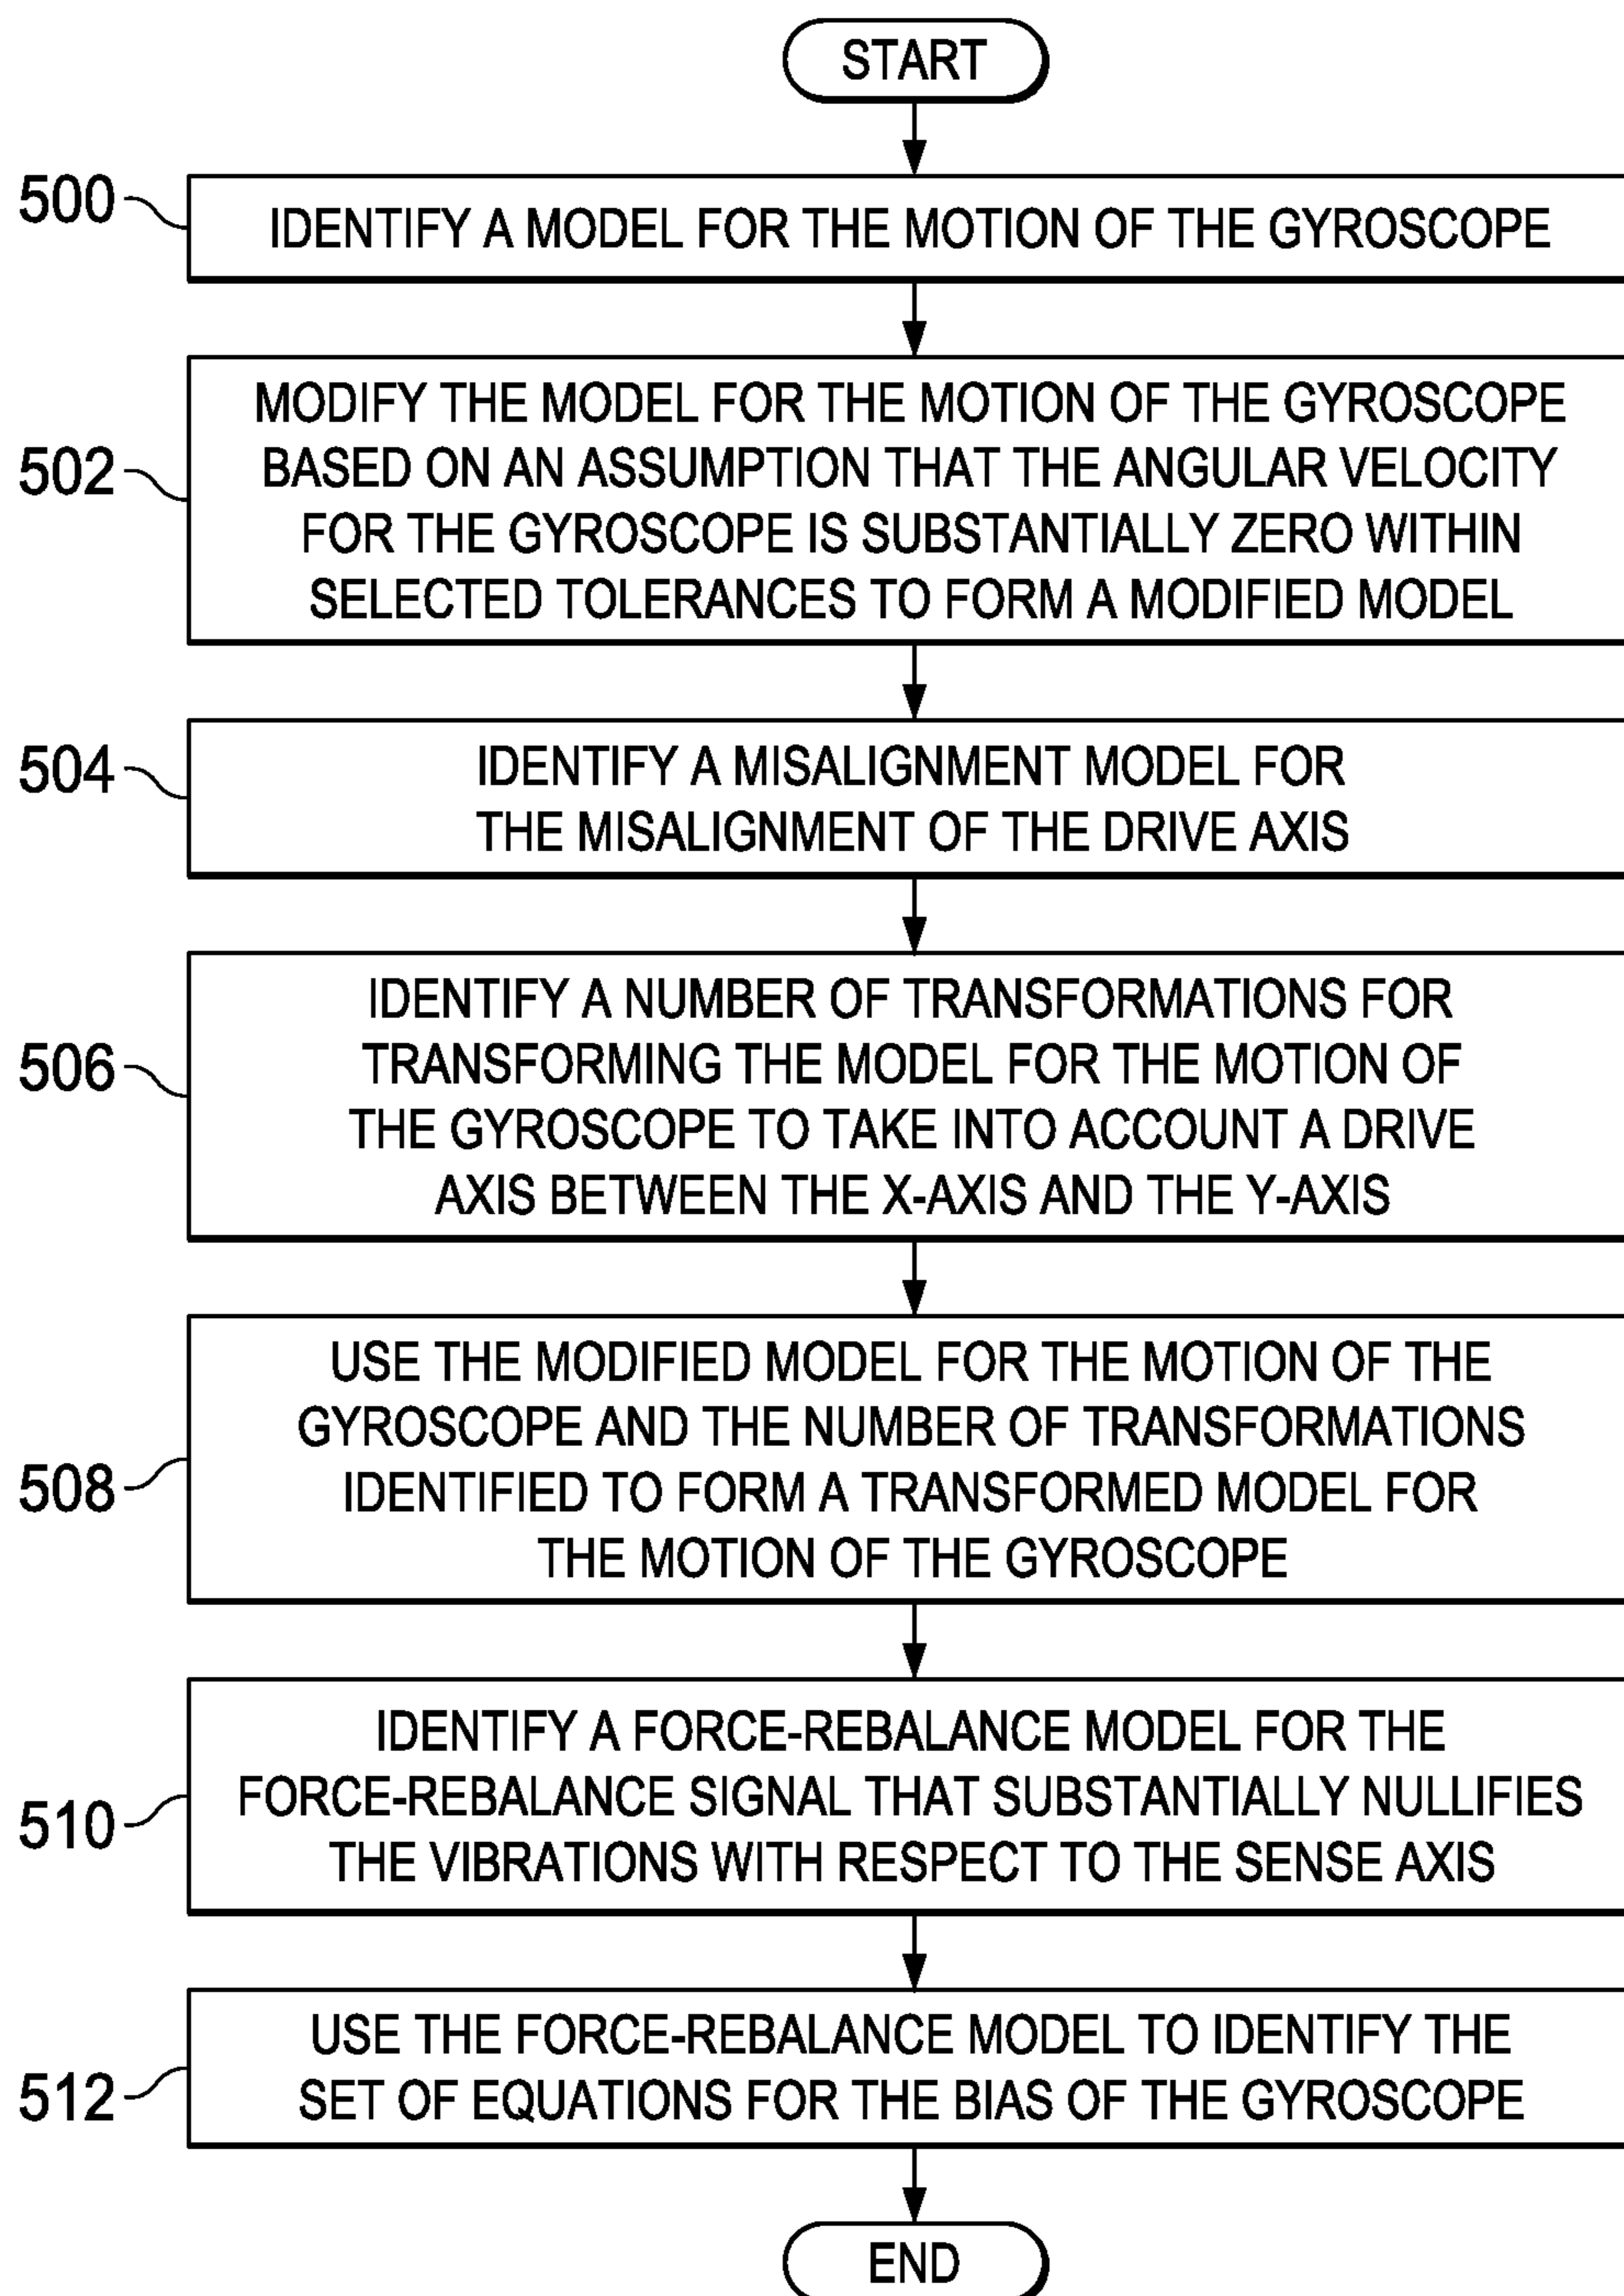 START
500
IDENTIFY A MODEL FOR THE MOTION OF THE GYROSCOPE
502
MODIFY THE MODEL FOR THE MOTION OF THE GYROSCOPE
BASED ON AN ASSUMPTION THAT THE ANGULAR VELOCITY
FOR THE GYROSCOPE IS SUBSTANTIALLY ZERO WITHIN
SELECTED TOLERANCES TO FORM A MODIFIED MODEL
504
IDENTIFY A MISALIGNMENT MODEL FOR
THE MISALIGNMENT OF THE DRIVE AXIS
506
IDENTIFY A NUMBER OF TRANSFORMATIONS FOR
TRANSFORMING THE MODEL FOR THE MOTION OF
THE GYROSCOPE TO TAKE INTO ACCOUNT A DRIVE
AXIS BETWEEN THE X-AXIS AND THE Y-AXIS
508
USE THE MODIFIED MODEL FOR THE MOTION OF THE
GYROSCOPE AND THE NUMBER OF TRANSFORMATIONS
IDENTIFIED TO FORM A TRANSFORMED MODEL FOR
THE MOTION OF THE GYROSCOPE
510
IDENTIFY A FORCE-REBALANCE MODEL FOR THE
FORCE-REBALANCE SIGNAL THAT SUBSTANTIALLY NULLIFIES
THE VIBRATIONS WITH RESPECT TO THE SENSE AXIS
512
USE THE FORCE-REBALANCE MODEL TO IDENTIFY THE
SET OF EQUATIONS FOR THE BIAS OF THE GYROSCOPE
END